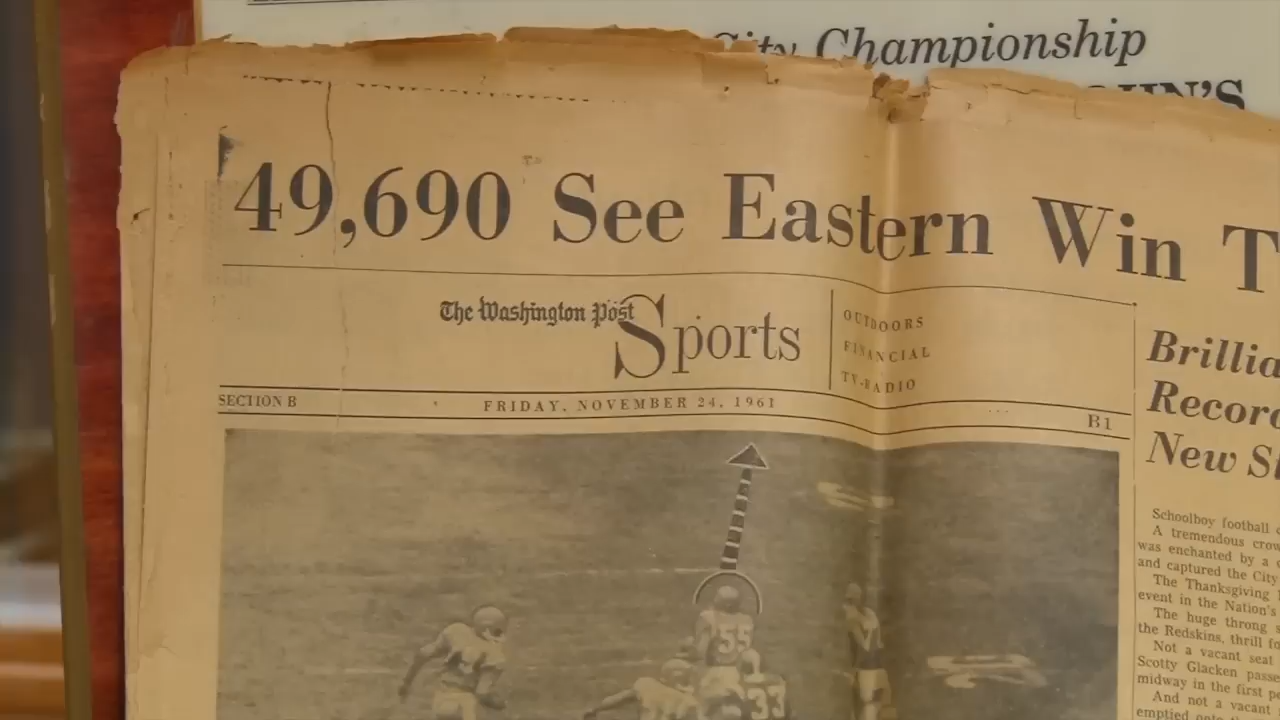 City Championship
OHN'S
49,690 See Eastern Win T
The Washington Post
Sports
OUTDOORS
FINANCIAL
TV-RADIO
SECTION B
FRIDAY, NOVEMBER 24, 1961
B1
Brillia
Record
New S
Schoolboy football
A tremendous crow
was enchanted by a
and captured the City
The Thanksgiving
event in the Nation's
The huge throng s
the Redskins, thrill fo
Not a vacant seat
Scotty Glacken passe
midway in the first pe
And not a vacant
emptied onto
55
33